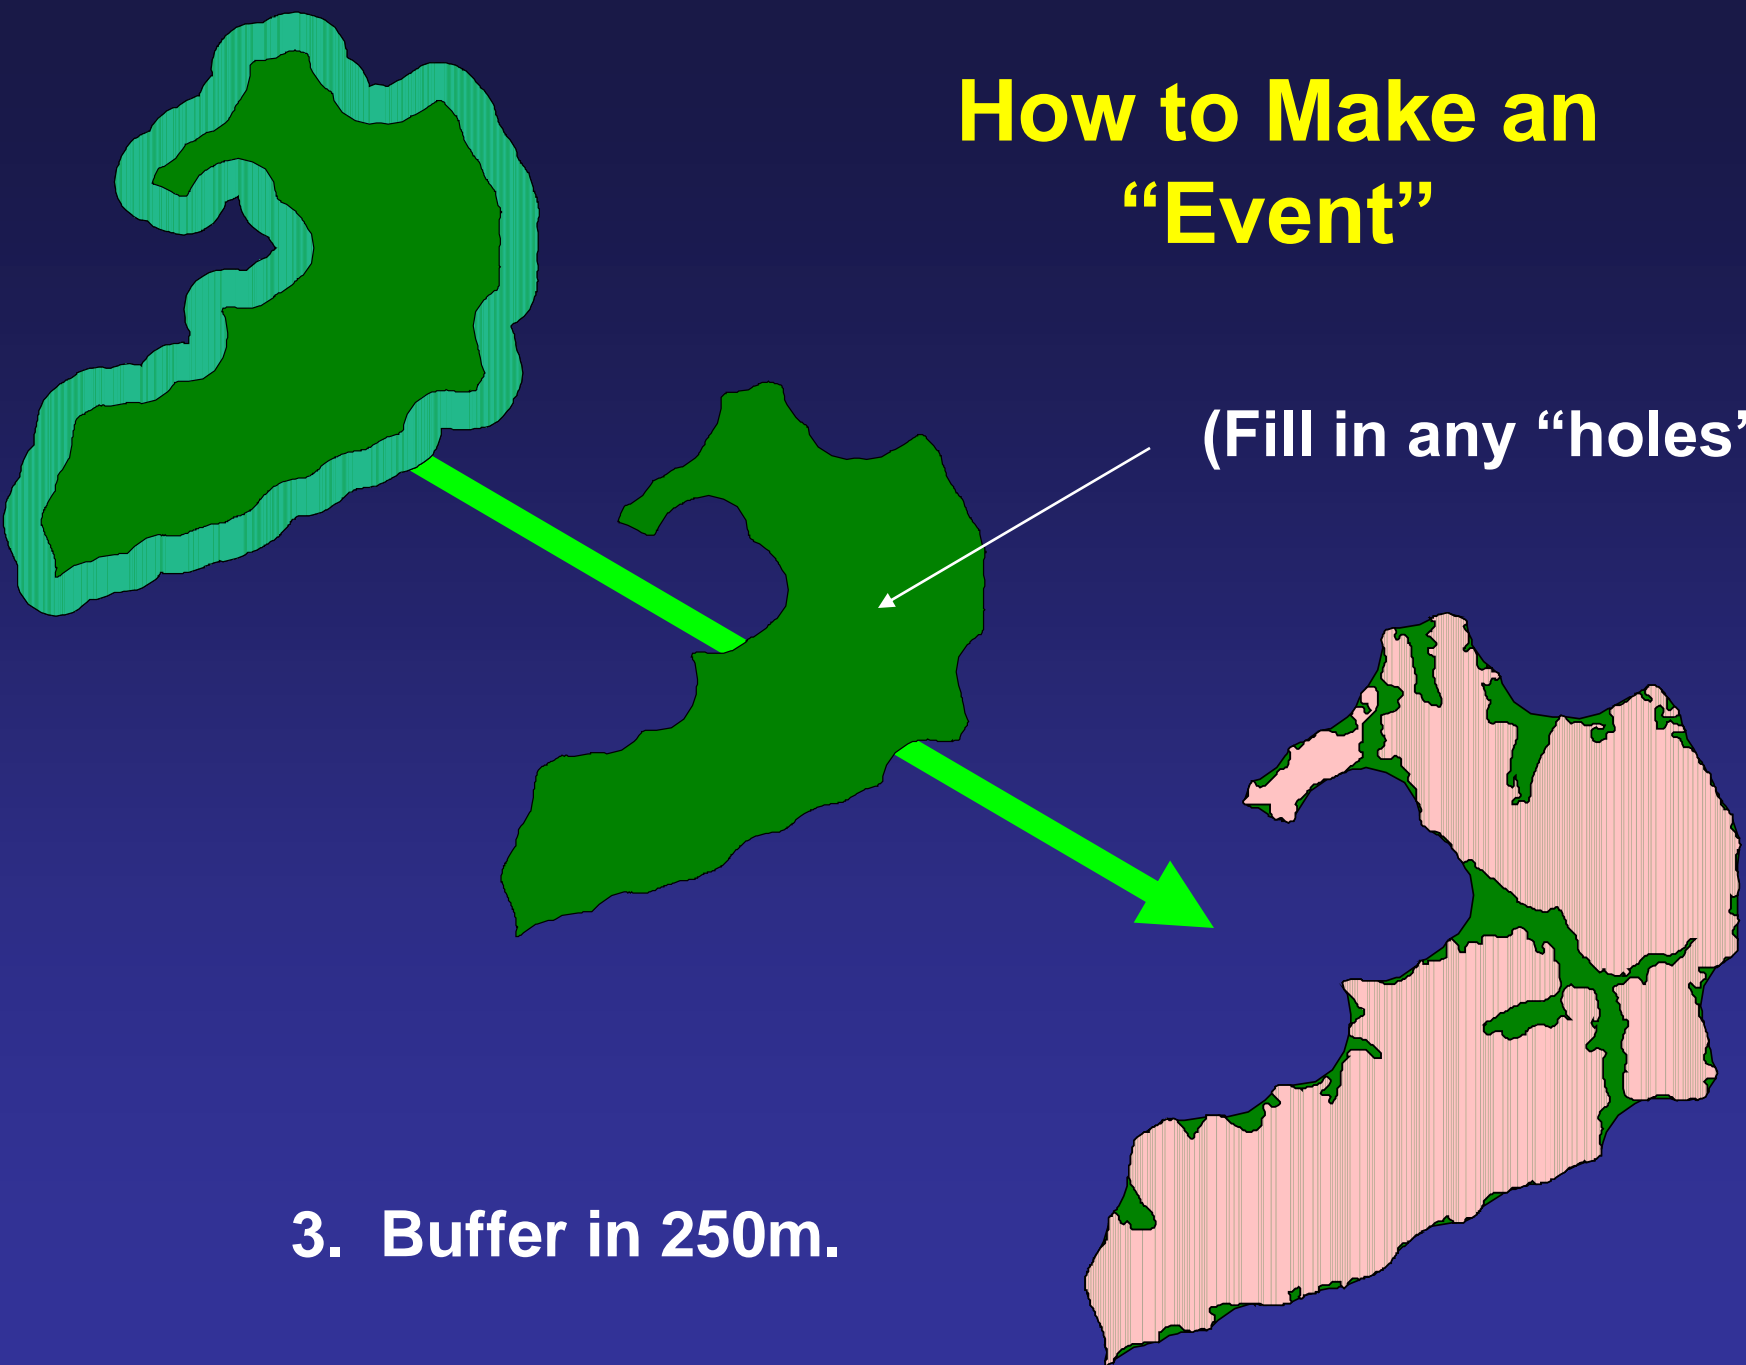 How to Make an
“Event”
(Fill in any “holes”
3. Buffer in 250m.